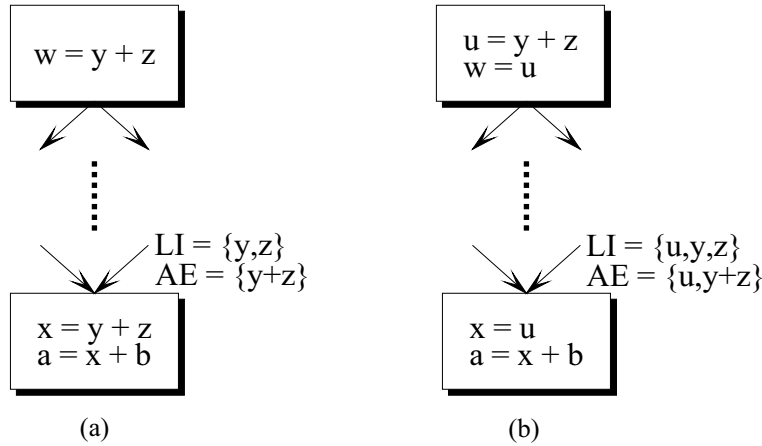 w = y + z
LI = {y,z}
AE = {y+z}
x = y + z
a = x + b
(a)
u = y + z
w = u
LI = {u,y,z}
AE = {u,y+z}
x = u
a = x + b
(b)